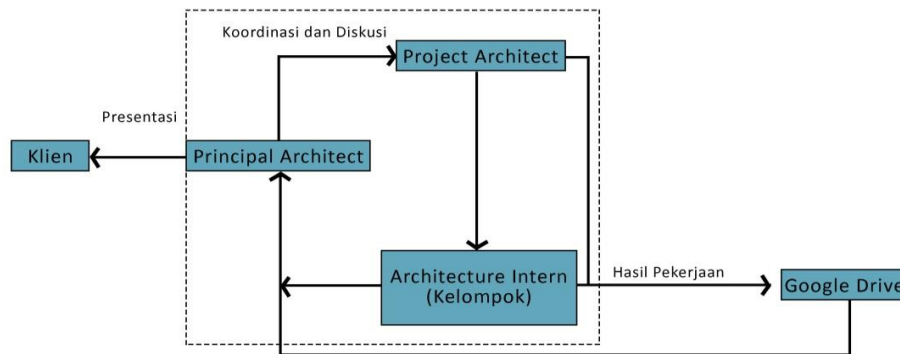 Koordinasi dan Diskusi
Project Architect
Presentasi
Klien
Principal Architect
Architecture Intern
(Kelompok)
Hasil Pekerjaan
Google Drive